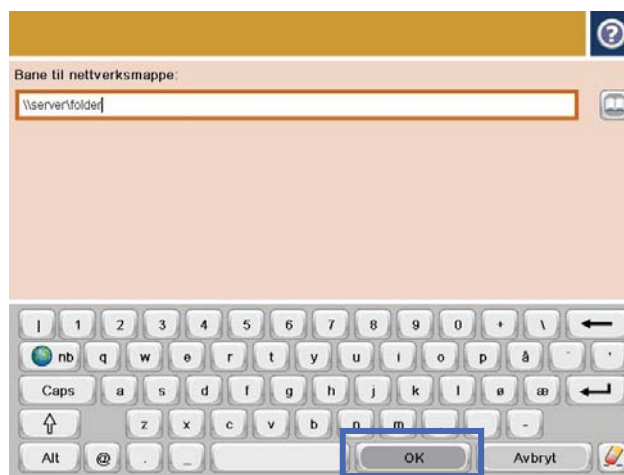 ?
Bane til nettverksmappe:
\\server\folder
| 1 2 3 4 5 6 7 8 9 0 + \
nb q w e r t y u i o p å ¨ '
Caps a s d f g h j k l ø æ
z x c v b n m , . -
Alt @ . _ OK Avbryt